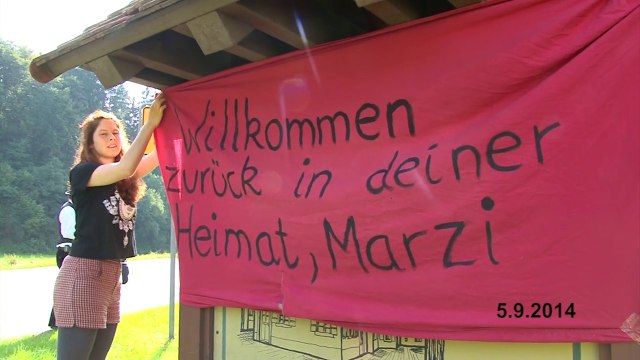 Willkommen
zurück in deiner
Heimat, Marzi
5.9.2014